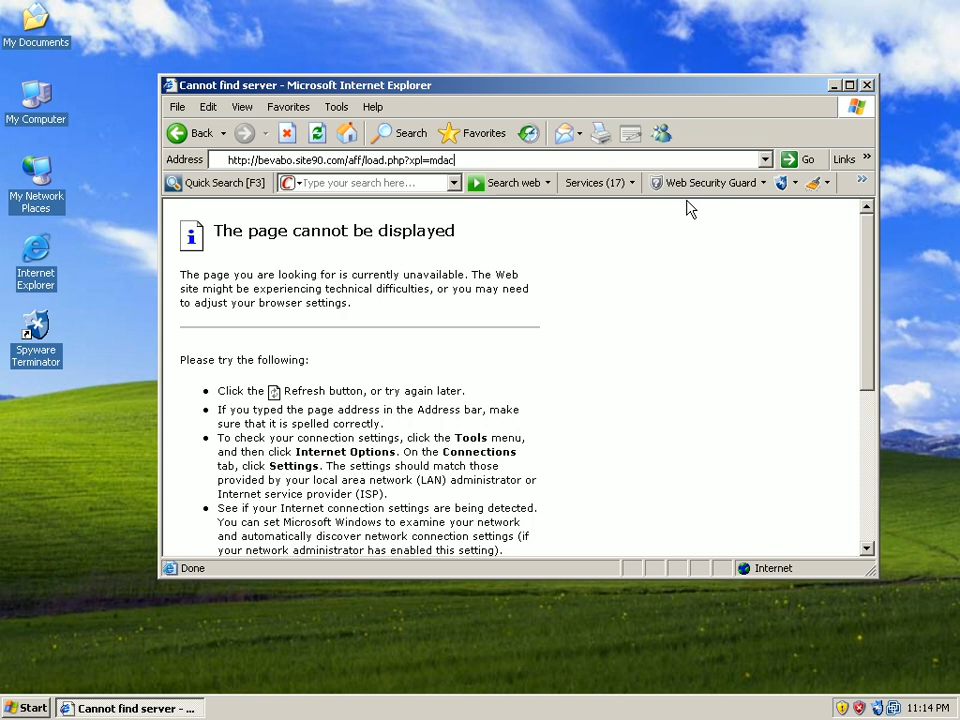 My Documents
My Computer
My Network
Places
Internet
Explorer
Spyware
Terminator
Cannot find server - Microsoft Internet Explorer
File Edit View Favorites Tools Help
Back Search Favorites
Address http://bevabo.site90.com/aff/load.php?xpl=mdac Go Links »
Quick Search [F3] Type your search here... Search web Services (17) Web Security Guard »
The page cannot be displayed
The page you are looking for is currently unavailable. The Web
site might be experiencing technical difficulties, or you may need
to adjust your browser settings.
Please try the following:
Click the Refresh button, or try again later.
If you typed the page address in the Address bar, make
sure that it is spelled correctly.
To check your connection settings, click the Tools menu,
and then click Internet Options. On the Connections
tab, click Settings. The settings should match those
provided by your local area network (LAN) administrator or
Internet service provider (ISP).
See if your Internet connection settings are being detected.
You can set Microsoft Windows to examine your network
and automatically discover network connection settings (if
your network administrator has enabled this setting).
Done Internet
Start Cannot find server - ... 11:14 PM